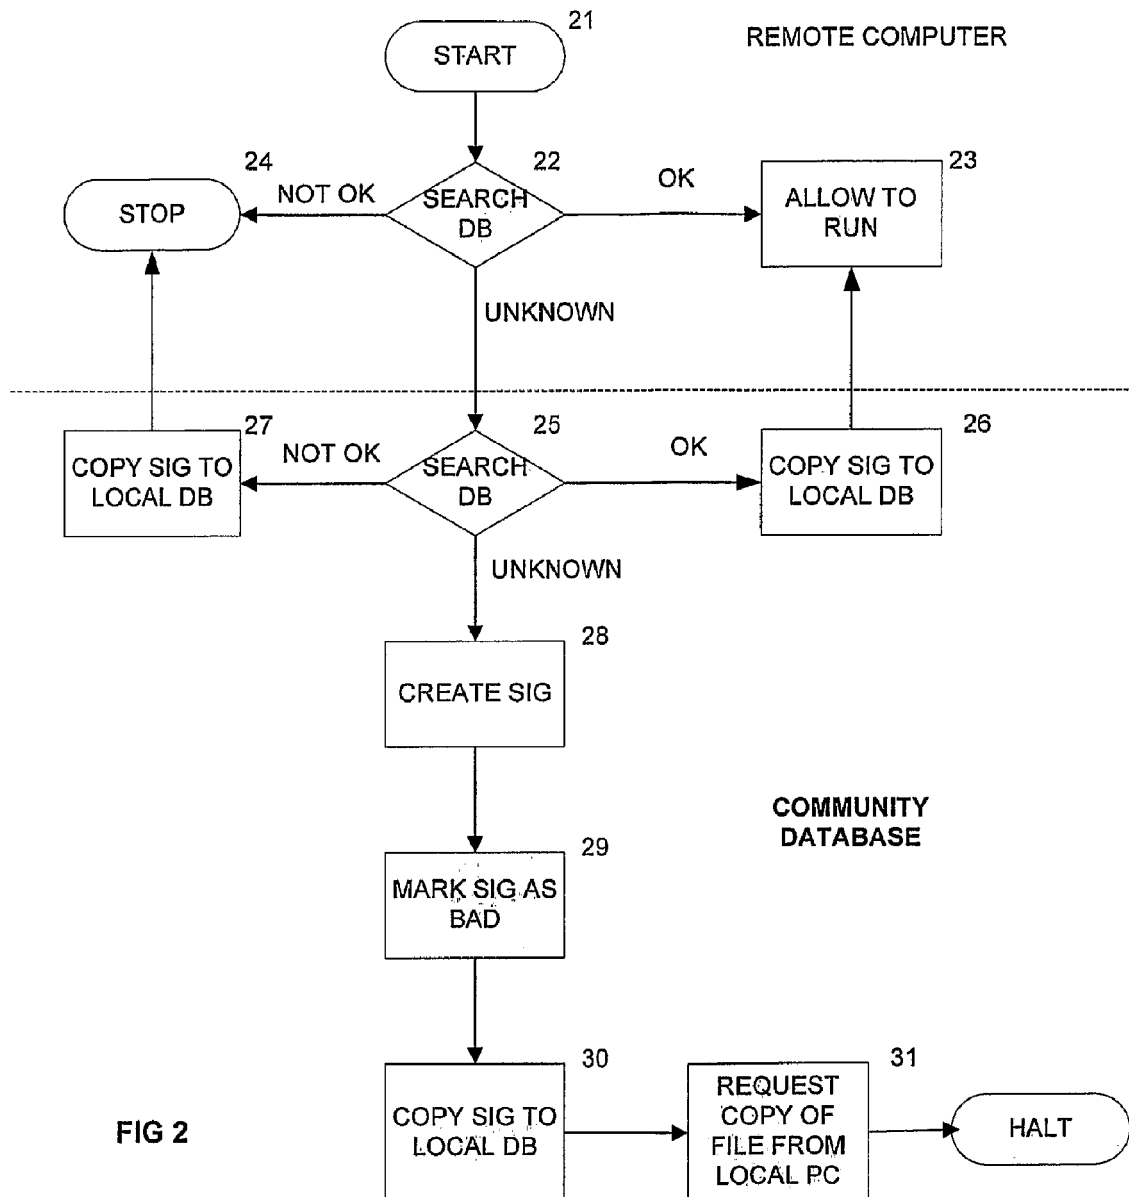 21
START
REMOTE COMPUTER
24
STOP
NOT OK
22
SEARCH
DB
OK
23
ALLOW TO
RUN
UNKNOWN
27
COPY SIG TO
LOCAL DB
NOT OK
25
SEARCH
DB
OK
26
COPY SIG TO
LOCAL DB
UNKNOWN
28
CREATE SIG
COMMUNITY
DATABASE
29
MARK SIG AS
BAD
30
COPY SIG TO
LOCAL DB
31
REQUEST
COPY OF
FILE FROM
LOCAL PC
HALT
FIG 2